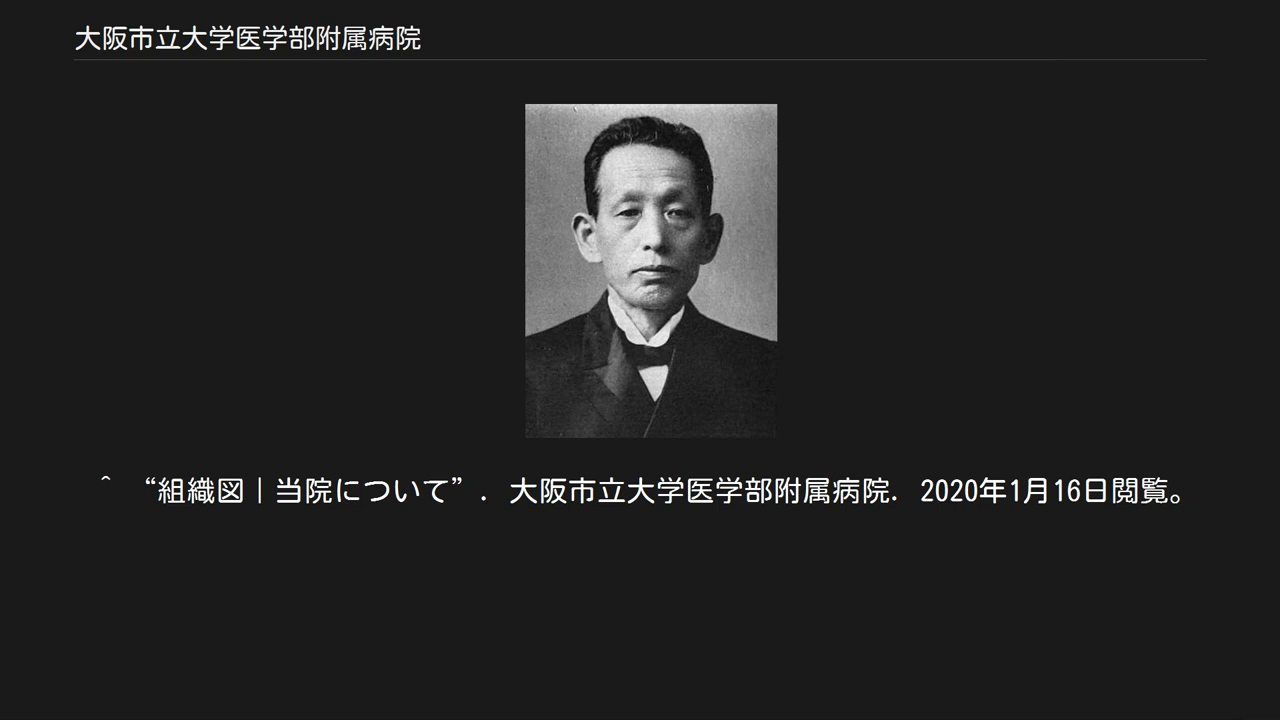 大阪市立大学医学部附属病院
^ “組織図｜当院について”. 大阪市立大学医学部附属病院. 2020年1月16日閲覧。